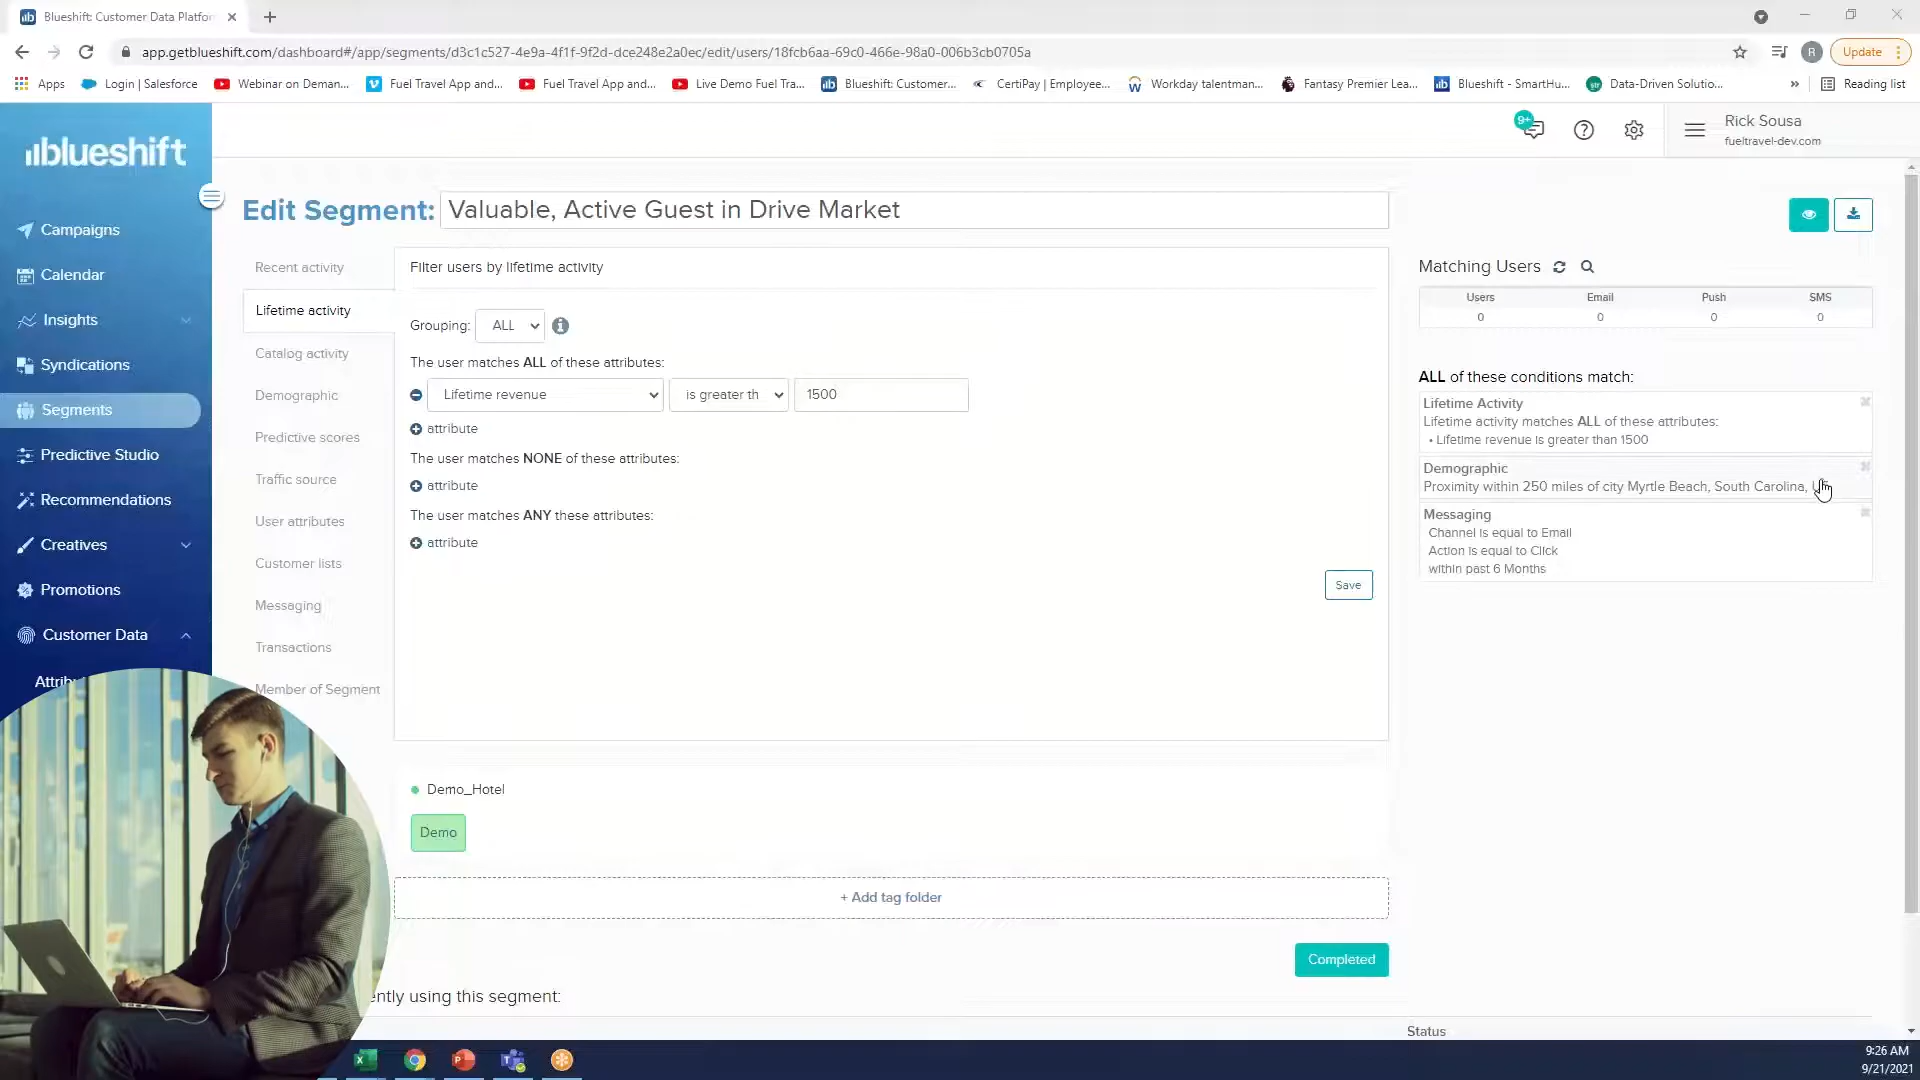 Blueshift: Customer Data Platfor
app.getblueshift.com/dashboard#/app/segments/d3c1c527-4e9a-4f1f-9f2d-dce248e2a0ec/edit/users/18fcb6aa-69c0-466e-98a0-006b3cb0705a
R
Update
Apps
Login | Salesforce
Webinar on Deman...
Fuel Travel App and...
Fuel Travel App and...
Live Demo Fuel Tra...
Blueshift: Customer...
CertiPay | Employee...
Workday talentman...
Fantasy Premier Lea...
Blueshift - SmartHu...
Data-Driven Solutio...
»
Reading list
blueshift
9+
Rick Sousa
fueltravel-dev.com
Campaigns
Calendar
Insights
Syndications
Segments
Predictive Studio
Recommendations
Creatives
Promotions
Customer Data
Edit Segment: Valuable, Active Guest in Drive Market
Recent activity
Lifetime activity
Catalog activity
Demographic
Predictive scores
Traffic source
User attributes
Customer lists
Messaging
Transactions
Member of Segment
Filter users by lifetime activity
Grouping: ALL
The user matches ALL of these attributes:
Lifetime revenue is greater th 1500
attribute
The user matches NONE of these attributes:
attribute
The user matches ANY these attributes:
attribute
Save
Demo_Hotel
Demo
+ Add tag folder
Completed
ently using this segment:
Status
Matching Users
Users Email Push SMS
0 0 0 0
ALL of these conditions match:
Lifetime Activity
Lifetime activity matches ALL of these attributes:
• Lifetime revenue is greater than 1500
Demographic
Proximity within 250 miles of city Myrtle Beach, South Carolina,
Messaging
Channel is equal to Email
Action is equal to Click
within past 6 Months
9:26 AM
9/21/2021